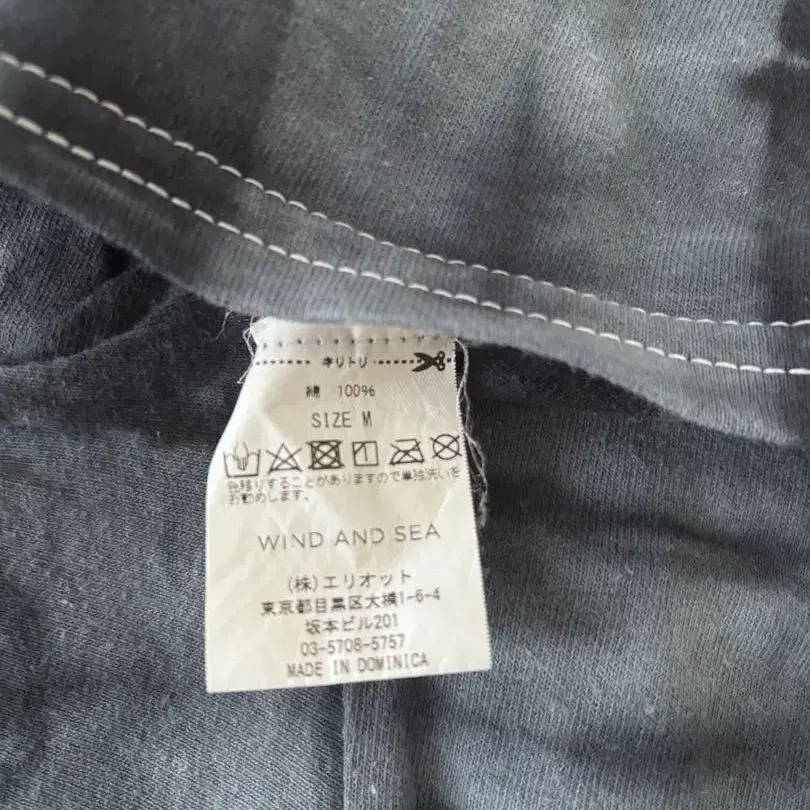 キリトリ
綿 100%
SIZE M
色移りすることがありますので単独洗いを
お勧めします。
WIND AND SEA
(株)エリオット
東京都目黒区大橋1-6-4
坂本ビル201
03-5708-5757
MADE IN DOMINICA